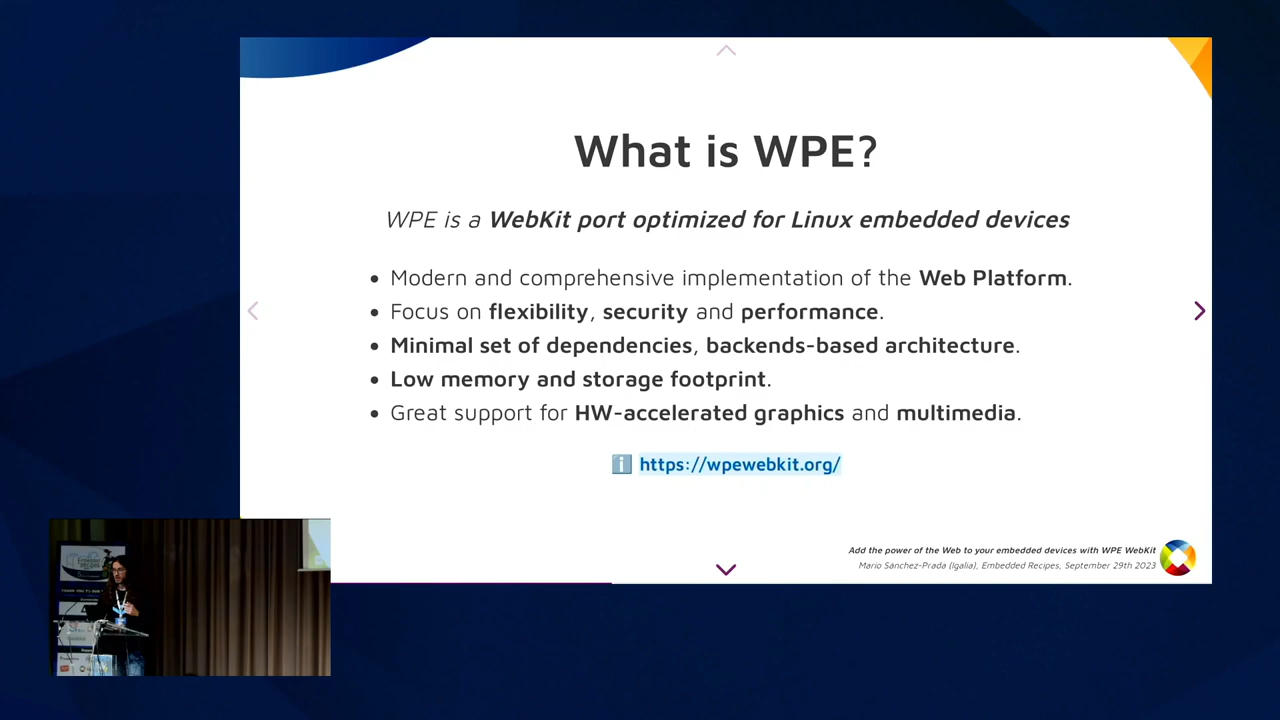 What is WPE?
WPE is a WebKit port optimized for Linux embedded devices
• Modern and comprehensive implementation of the Web Platform.
• Focus on flexibility, security and performance.
• Minimal set of dependencies, backends-based architecture.
• Low memory and storage footprint.
• Great support for HW-accelerated graphics and multimedia.
https://wpewebkit.org/
Add the power of the Web to your embedded devices with WPE WebKit
Mario Sánchez-Prada (Igalia), Embedded Recipes, September 29th 2023